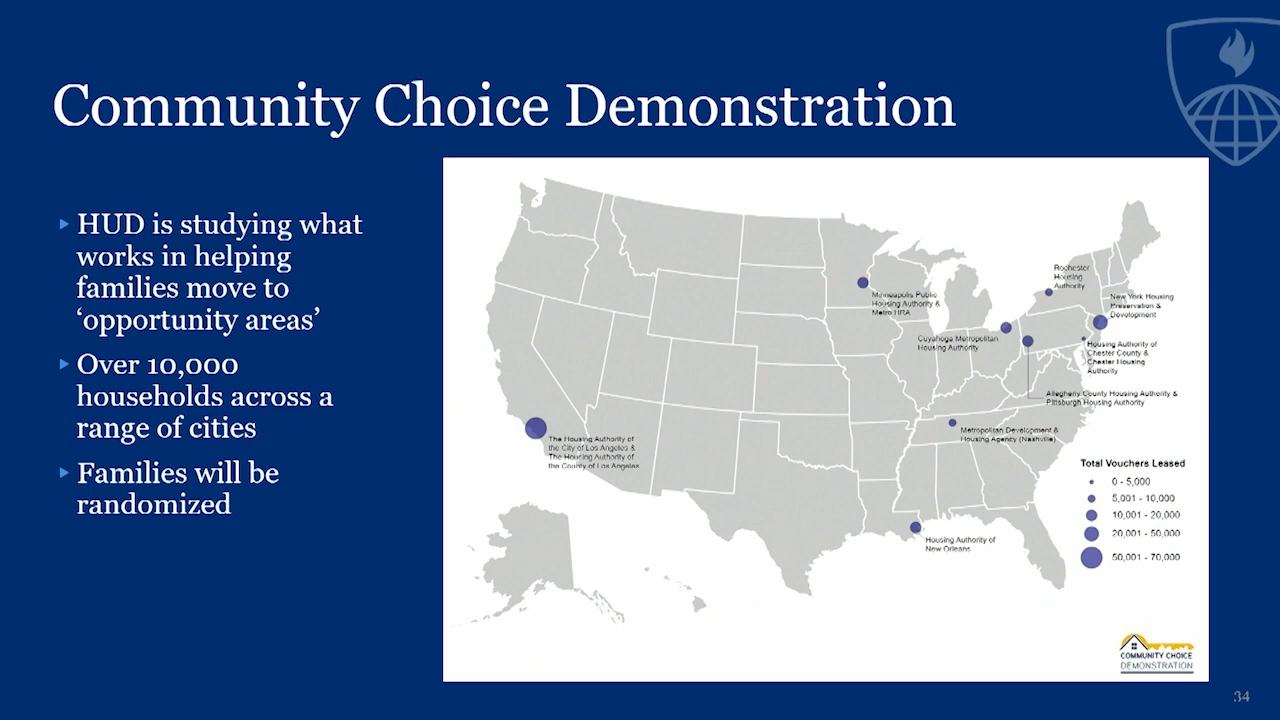 Community Choice Demonstration
HUD is studying what
works in helping
families move to
‘opportunity areas’
Over 10,000
households across a
range of cities
Families will be
randomized
Rochester
Housing
Authority
Minneapolis Public
Housing Authority &
Metro HRA
New York Housing
Preservation &
Development
Cuyahoga Metropolitan
Housing Authority
Housing Authority of
Chester County &
Chester Housing
Authority
Allegheny County Housing Authority &
Pittsburgh Housing Authority
Metropolitan Development &
Housing Agency (Nashville)
The Housing Authority of
the City of Los Angeles &
The Housing Authority of
the County of Los Angeles
Housing Authority of
New Orleans
Total Vouchers Leased
0 - 5,000
5,001 - 10,000
10,001 - 20,000
20,001 - 50,000
50,001 - 70,000
COMMUNITY CHOICE
DEMONSTRATION
34